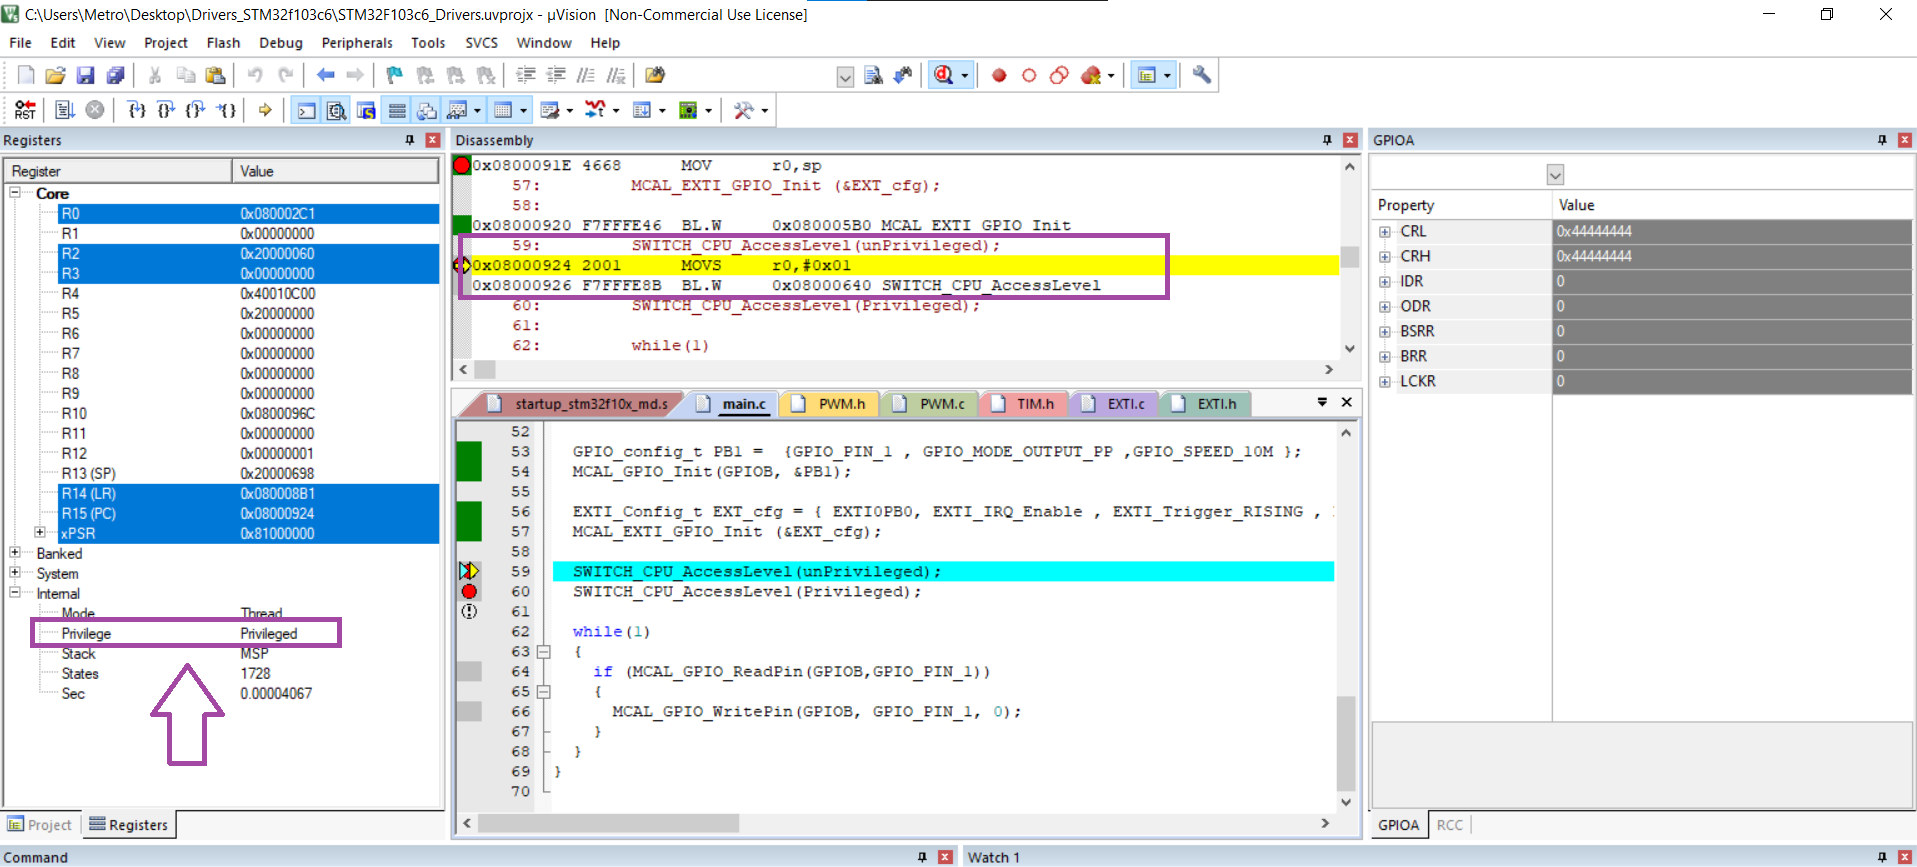 C:\Users\Metro\Desktop\Drivers_STM32f103c6\STM32F103c6_Drivers.uvprojx - µVision [Non-Commercial Use License]
File Edit View Project Flash Debug Peripherals Tools SVCS Window Help
RST
Registers
Register Value
Core
R0 0x080002C1
R1 0x00000000
R2 0x20000060
R3 0x00000000
R4 0x40010C00
R5 0x20000000
R6 0x00000000
R7 0x00000000
R8 0x00000000
R9 0x00000000
R10 0x0800096C
R11 0x00000000
R12 0x00000001
R13 (SP) 0x20000698
R14 (LR) 0x080008B1
R15 (PC) 0x08000924
xPSR 0x81000000
Banked
System
Internal
Mode Thread
Privilege Privileged
Stack MSP
States 1728
Sec 0.00004067
Project Registers
Disassembly
0x0800091E 4668 MOV r0,sp
57: MCAL_EXTI_GPIO_Init (&EXT_cfg);
58:
0x08000920 F7FFFE46 BL.W 0x080005B0 MCAL_EXTI_GPIO_Init
59: SWITCH_CPU_AccessLevel(unPrivileged);
0x08000924 2001 MOVS r0,#0x01
0x08000926 F7FFFE8B BL.W 0x08000640 SWITCH_CPU_AccessLevel
60: SWITCH_CPU_AccessLevel(Privileged);
61:
62: while(1)
startup_stm32f10x_md.s main.c PWM.h PWM.c TIM.h EXTI.c EXTI.h
52
53 GPIO_config_t PB1 = {GPIO_PIN_1 , GPIO_MODE_OUTPUT_PP ,GPIO_SPEED_10M };
54 MCAL_GPIO_Init(GPIOB, &PB1);
55
56 EXTI_Config_t EXT_cfg = { EXTI0PB0, EXTI_IRQ_Enable , EXTI_Trigger_RISING ,
57 MCAL_EXTI_GPIO_Init (&EXT_cfg);
58
59 SWITCH_CPU_AccessLevel(unPrivileged);
60 SWITCH_CPU_AccessLevel(Privileged);
61
62 while(1)
63 {
64 if (MCAL_GPIO_ReadPin(GPIOB,GPIO_PIN_1))
65 {
66 MCAL_GPIO_WritePin(GPIOB, GPIO_PIN_1, 0);
67 }
68 }
69 }
70
GPIOA
Property Value
CRL 0x44444444
CRH 0x44444444
IDR 0
ODR 0
BSRR 0
BRR 0
LCKR 0
GPIOA RCC
Command
Watch 1